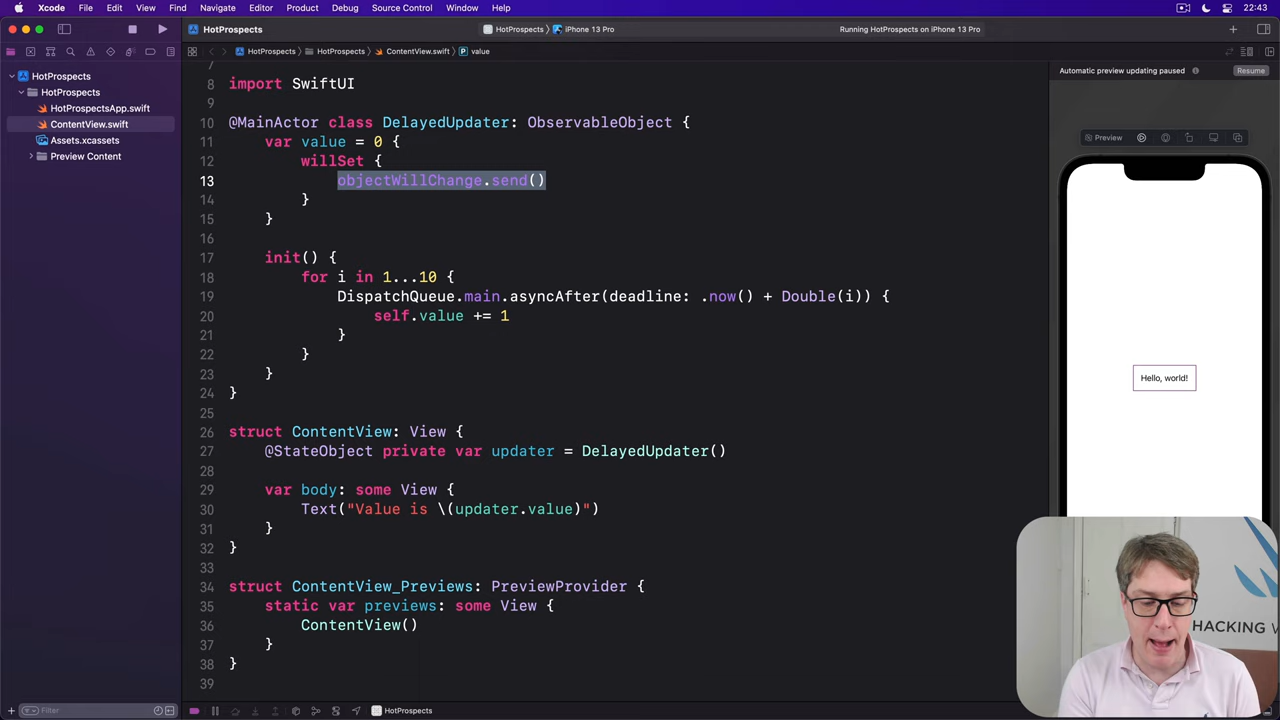 Xcode File Edit View Find Navigate Editor Product Debug Source Control Window Help 22:43
HotProspects HotProspects iPhone 13 Pro Running HotProspects on iPhone 13 Pro
HotProspects HotProspects ContentView.swift P value
Automatic preview updating paused Resume
HotProspects
HotProspects
HotProspectsApp.swift
ContentView.swift
Assets.xcassets
Preview Content
7
8 import SwiftUI
9
10 @MainActor class DelayedUpdater: ObservableObject {
11 var value = 0 {
12 willSet {
13 objectWillChange.send()
14 }
15 }
16
17 init() {
18 for i in 1...10 {
19 DispatchQueue.main.asyncAfter(deadline: .now() + Double(i)) {
20 self.value += 1
21 }
22 }
23 }
24 }
25
26 struct ContentView: View {
27 @StateObject private var updater = DelayedUpdater()
28
29 var body: some View {
30 Text("Value is \(updater.value)")
31 }
32 }
33
34 struct ContentView_Previews: PreviewProvider {
35 static var previews: some View {
36 ContentView()
37 }
38 }
39
Preview
Hello, world!
HACKING W
Filter
HotProspects